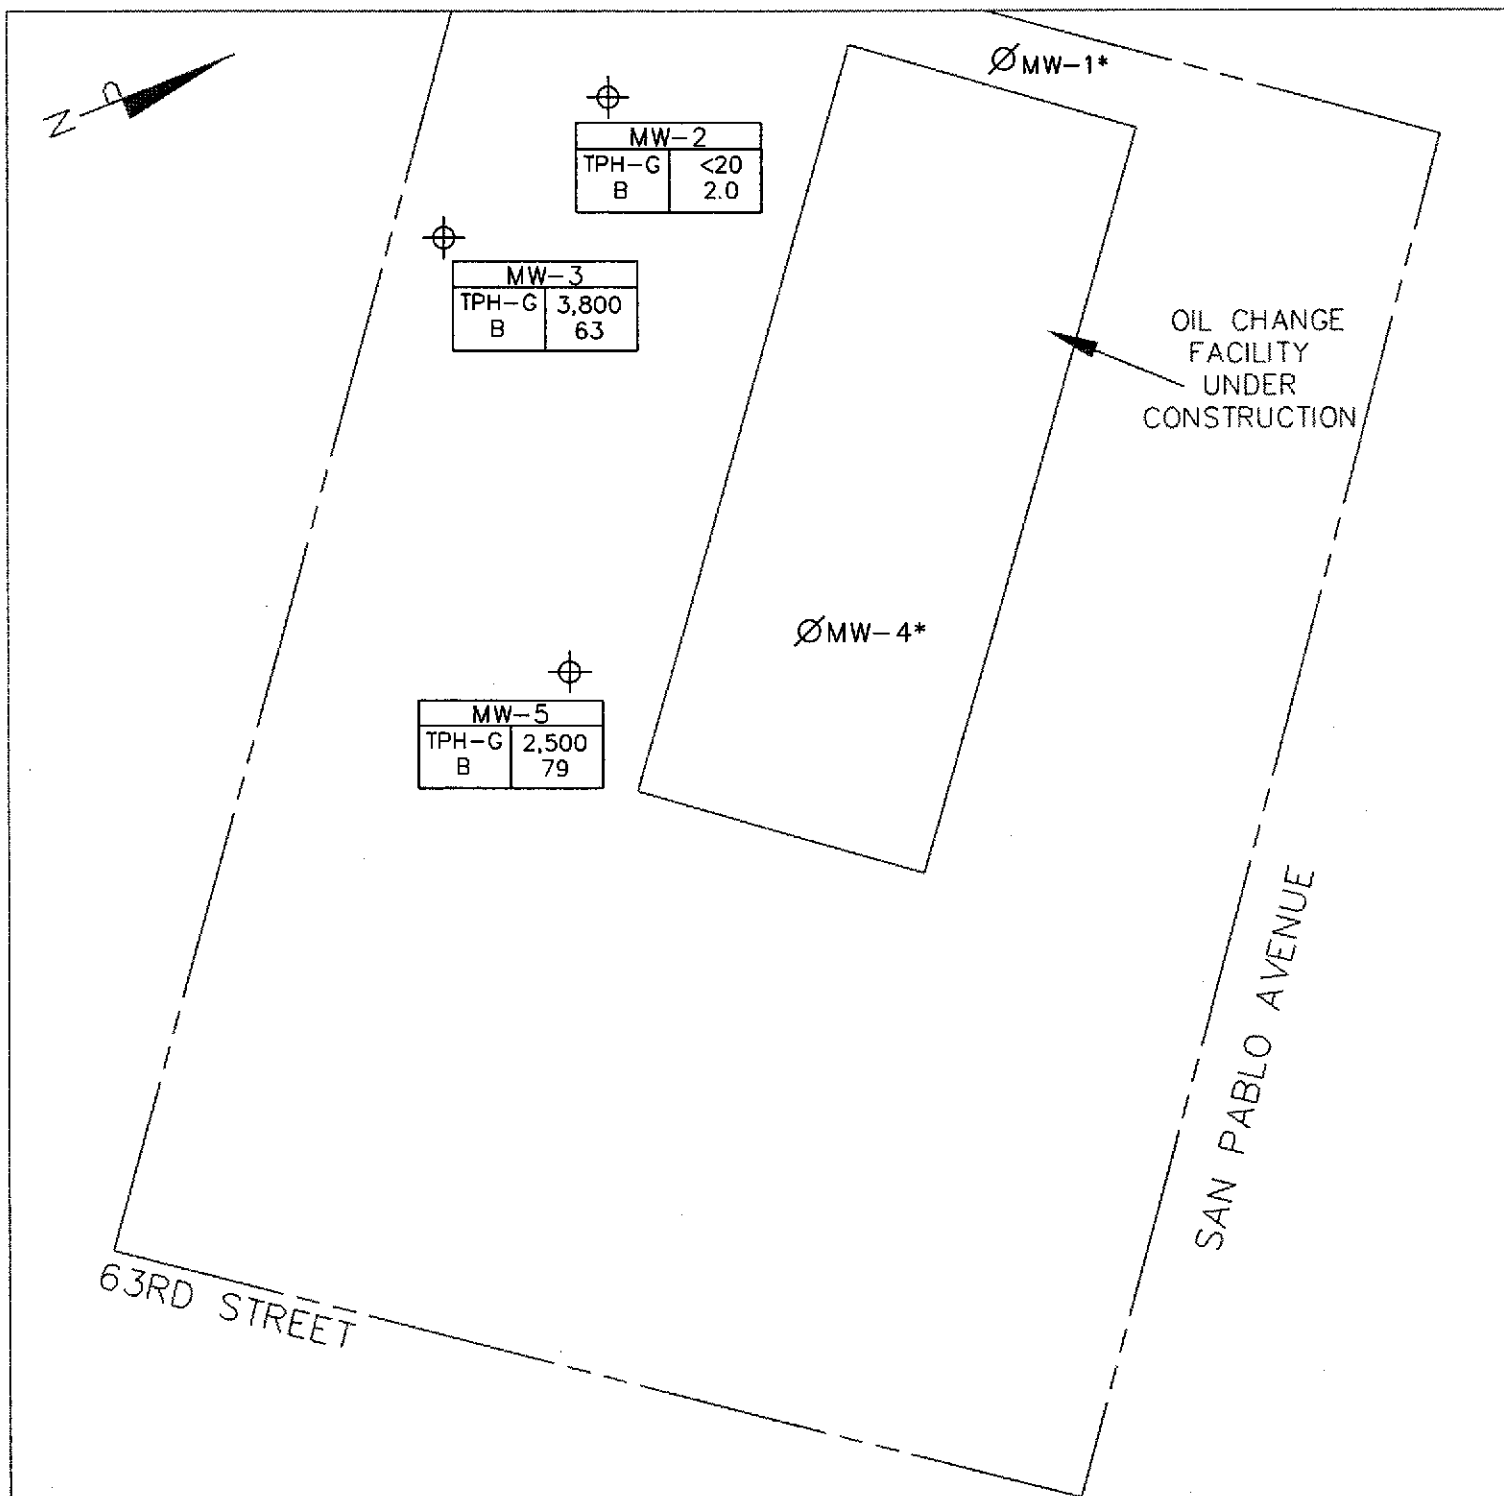 N
MW-1*
MW-2
TPH-G <20
B 2.0
MW-3
TPH-G 3,800
B 63
OIL CHANGE
FACILITY
UNDER
CONSTRUCTION
MW-4*
MW-5
TPH-G 2,500
B 79
SAN PABLO AVENUE
63RD STREET